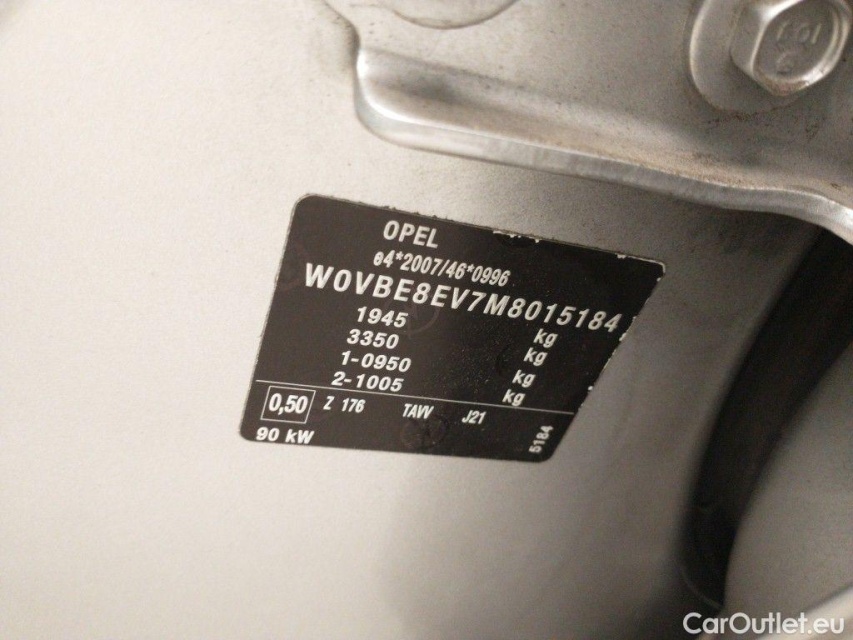 OPEL
e4*2007/46*0996
W0VBE8EV7M8015184
1945 kg
3350 kg
1-0950 kg
2-1005 kg
0,50 Z 176 TAW J21
90 kW 5184
CarOutlet.eu